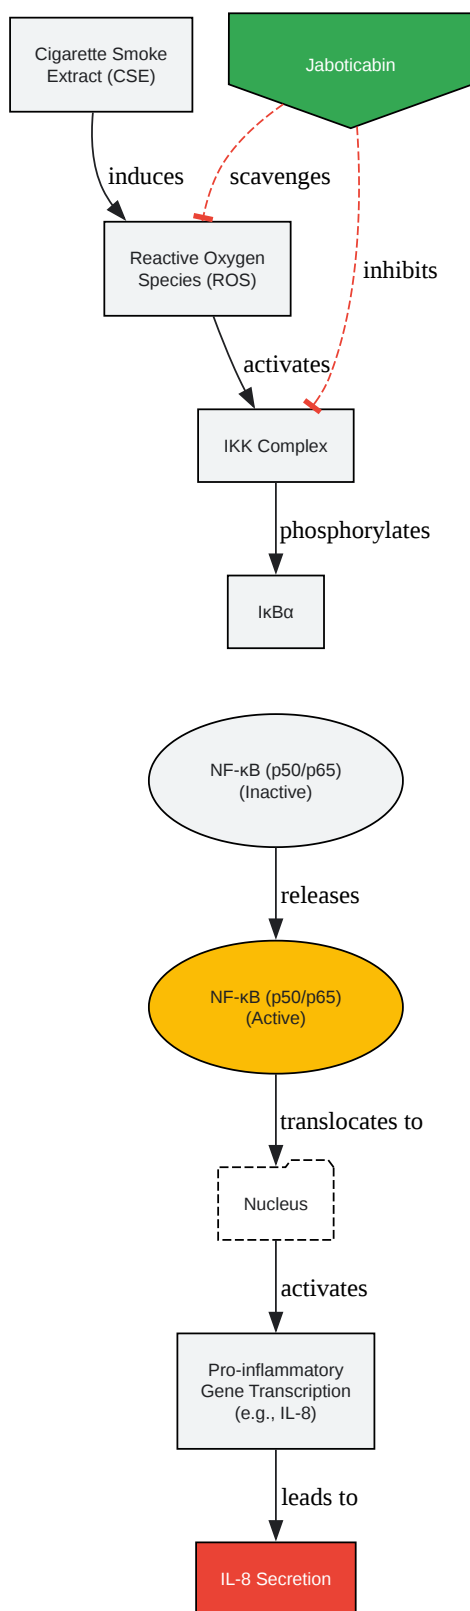 Cigarette Smoke
Extract (CSE)
Jaboticabin
induces
scavenges
Reactive Oxygen
Species (ROS)
inhibits
activates
IKK Complex
phosphorylates
IκBα
NF-κB (p50/p65)
(Inactive)
releases
NF-κB (p50/p65)
(Active)
translocates to
Nucleus
activates
Pro-inflammatory
Gene Transcription
(e.g., IL-8)
leads to
IL-8 Secretion